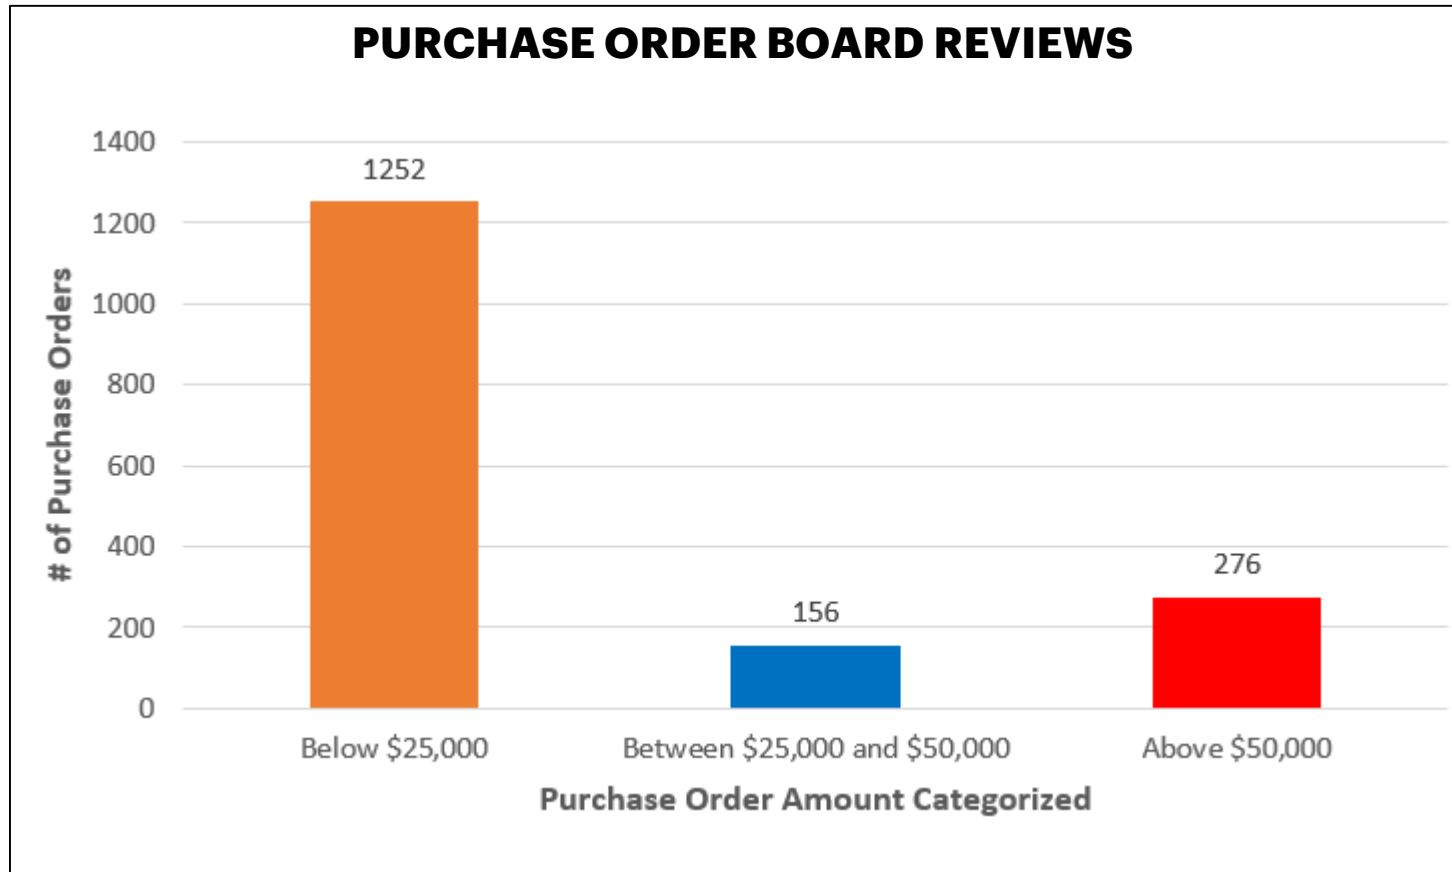 PURCHASE ORDER BOARD REVIEWS
1400
1200
1000
800
600
400
200
0
# of Purchase Orders
1252
156
276
Below $25,000
Between $25,000 and $50,000
Above $50,000
Purchase Order Amount Categorized